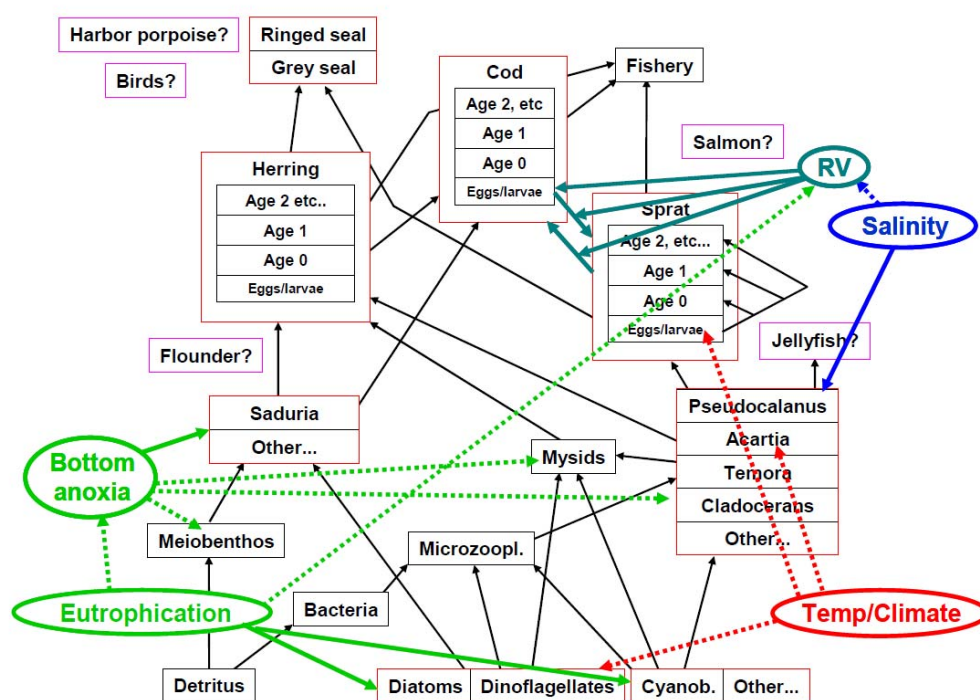 Harbor porpoise?
Ringed seal
Grey seal
Birds?
Cod
Age 2, etc
Age 1
Age 0
Eggs/larvae
Fishery
Salmon?
RV
Herring
Age 2 etc..
Age 1
Age 0
Eggs/larvae
Sprat
Age 2, etc...
Age 1
Age 0
Eggs/larvae
Salinity
Flounder?
Jellyfish?
Saduria
Other...
Pseudocalanus
Acartia
Temora
Cladocerans
Other...
Bottom
anoxia
Mysids
Meiobenthos
Microzoopl.
Eutrophication
Bacteria
Temp/Climate
Detritus
Diatoms
Dinoflagellates
Cyanob.
Other...